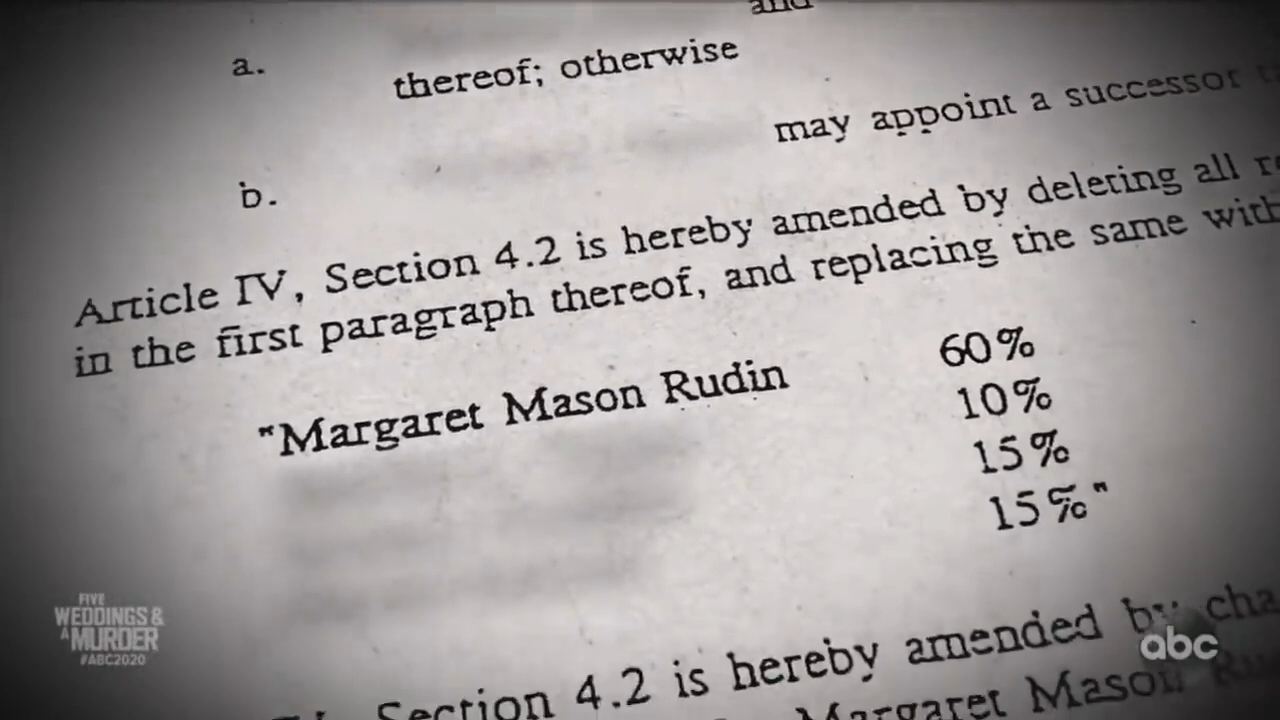 a.
thereof; otherwise
may appoint a successor
b.
Article IV, Section 4.2 is hereby amended by deleting all
in the first paragraph thereof, and replacing the same with
"Margaret Mason Rudin 60%
10%
15%
15%"
Section 4.2 is hereby amended by
Margaret Mason
FIVE
WEDDINGS &
A MURDER
#ABC2020
abc